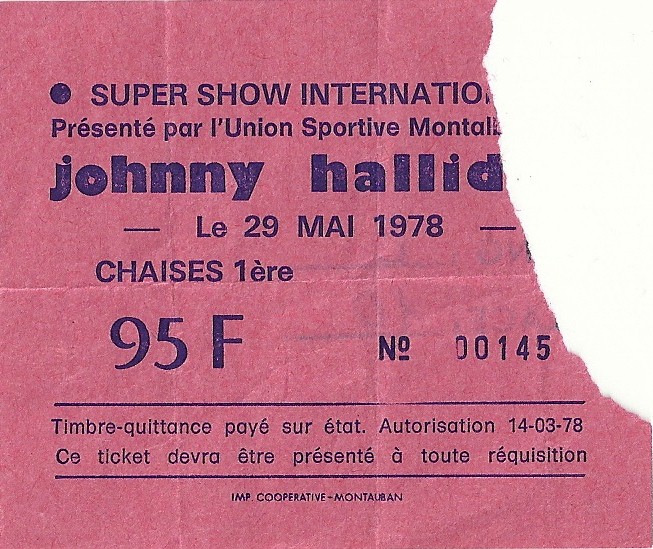 ● SUPER SHOW INTERNATIO
Présenté par l'Union Sportive Montal
johnny hallid
— Le 29 MAI 1978 —
CHAISES 1ère
95 F Nº 00145
Timbre-quittance payé sur état. Autorisation 14-03-78
Ce ticket devra être présenté à toute réquisition
IMP. COOPERATIVE - MONTAUBAN